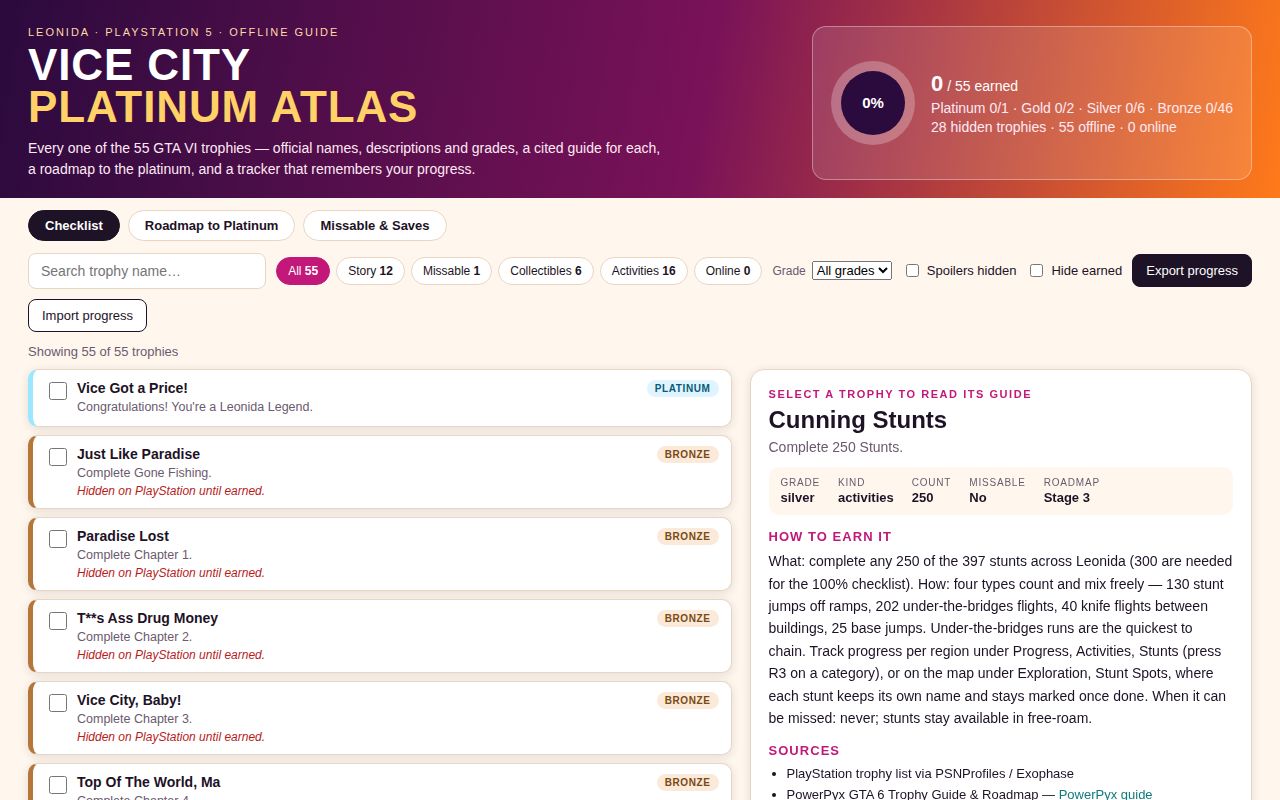 LEONIDA · PLAYSTATION 5 · OFFLINE GUIDE
VICE CITY
PLATINUM ATLAS
Every one of the 55 GTA VI trophies — official names, descriptions and grades, a cited guide for each,
a roadmap to the platinum, and a tracker that remembers your progress.
0%
0 / 55 earned
Platinum 0/1 · Gold 0/2 · Silver 0/6 · Bronze 0/46
28 hidden trophies · 55 offline · 0 online
Checklist
Roadmap to Platinum
Missable & Saves
Search trophy name…
All 55
Story 12
Missable 1
Collectibles 6
Activities 16
Online 0
Grade
All grades
Spoilers hidden
Hide earned
Export progress
Import progress
Showing 55 of 55 trophies
Vice Got a Price!
PLATINUM
Congratulations! You're a Leonida Legend.
Just Like Paradise
BRONZE
Complete Gone Fishing.
Hidden on PlayStation until earned.
Paradise Lost
BRONZE
Complete Chapter 1.
Hidden on PlayStation until earned.
T**s Ass Drug Money
BRONZE
Complete Chapter 2.
Hidden on PlayStation until earned.
Vice City, Baby!
BRONZE
Complete Chapter 3.
Hidden on PlayStation until earned.
Top Of The World, Ma
BRONZE
Complete Chapter 4.
SELECT A TROPHY TO READ ITS GUIDE
Cunning Stunts
Complete 250 Stunts.
GRADE
silver
KIND
activities
COUNT
250
MISSABLE
No
ROADMAP
Stage 3
HOW TO EARN IT
What: complete any 250 of the 397 stunts across Leonida (300 are needed
for the 100% checklist). How: four types count and mix freely — 130 stunt
jumps off ramps, 202 under-the-bridges flights, 40 knife flights between
buildings, 25 base jumps. Under-the-bridges runs are the quickest to
chain. Track progress per region under Progress, Activities, Stunts (press
R3 on a category), or on the map under Exploration, Stunt Spots, where
each stunt keeps its own name and stays marked once done. When it can
be missed: never; stunts stay available in free-roam.
SOURCES
• PlayStation trophy list via PSNProfiles / Exophase
• PowerPyx GTA 6 Trophy Guide & Roadmap — PowerPyx guide